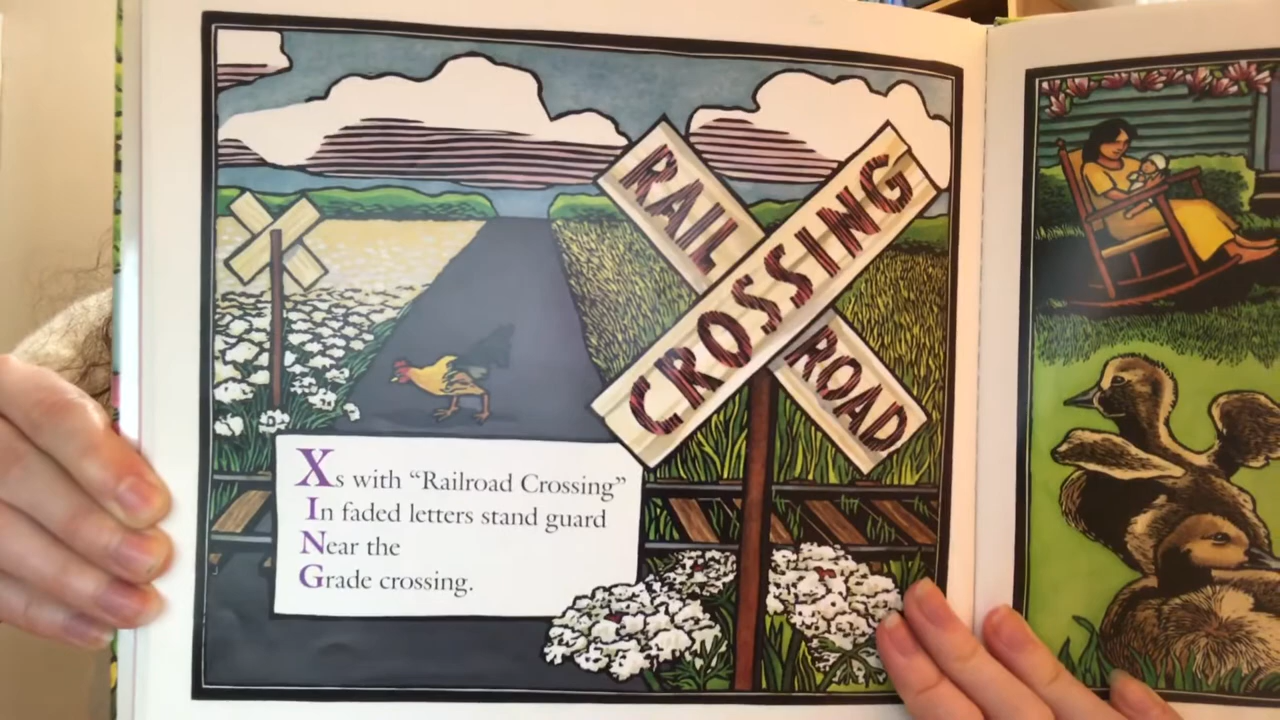 RAIL
CROSSING
ROAD
Xs with “Railroad Crossing”
In faded letters stand guard
Near the
Grade crossing.